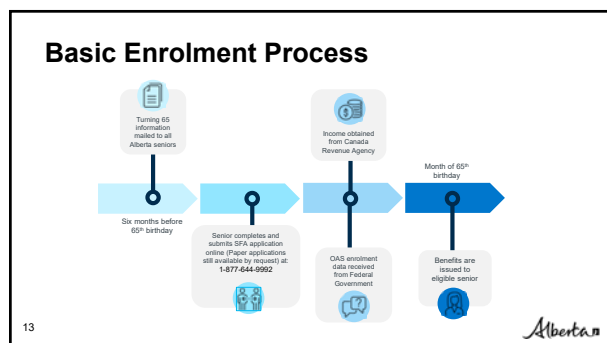 Basic Enrolment Process
Turning 65
information
mailed to all
Alberta seniors
Six months before
65th birthday
Senior completes and
submits SFA application
online (Paper applications
still available by request) at:
1-877-644-9992
Income obtained
from Canada
Revenue Agency
OAS enrolment
data received
from Federal
Government
Month of 65th
birthday
Benefits are
issued to
eligible senior
13
Alberta